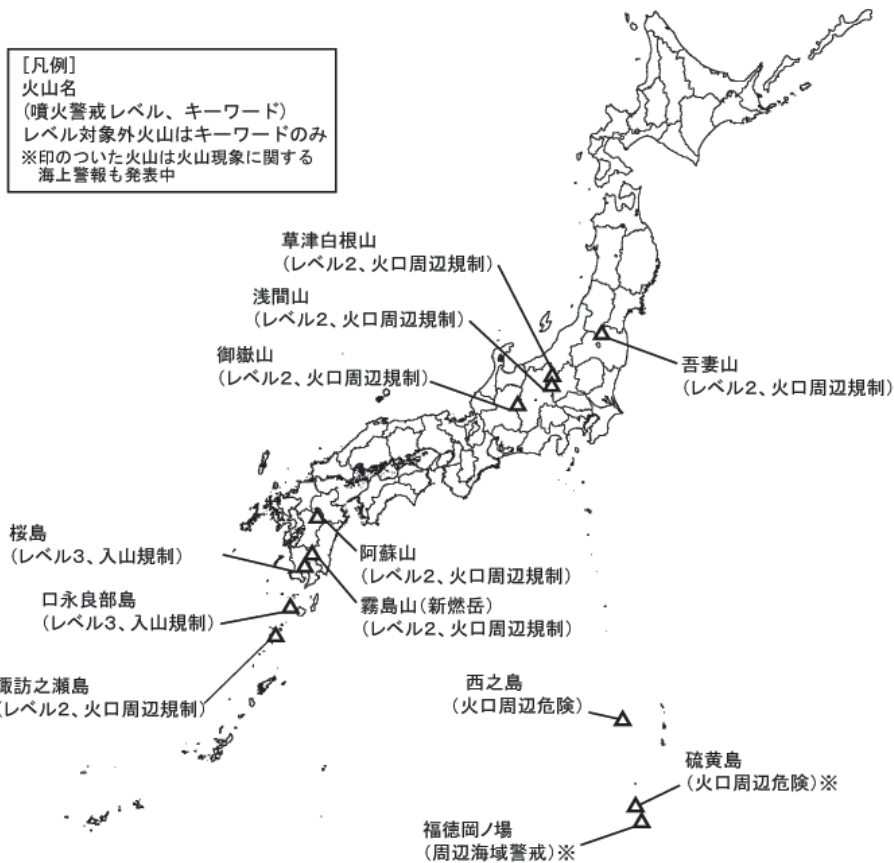 [凡例]
火山名
(噴火警戒レベル、キーワード)
レベル対象外火山はキーワードのみ
※印のついた火山は火山現象に関する
海上警報も発表中
草津白根山
(レベル2、火口周辺規制)
浅間山
(レベル2、火口周辺規制)
御嶽山
(レベル2、火口周辺規制)
吾妻山
(レベル2、火口周辺規制)
桜島
(レベル3、入山規制)
阿蘇山
(レベル2、火口周辺規制)
口永良部島
(レベル3、入山規制)
霧島山(新燃岳)
(レベル2、火口周辺規制)
諏訪之瀬島
(レベル2、火口周辺規制)
西之島
(火口周辺危険)
硫黄島
(火口周辺危険)※
福徳岡ノ場
(周辺海域警戒)※